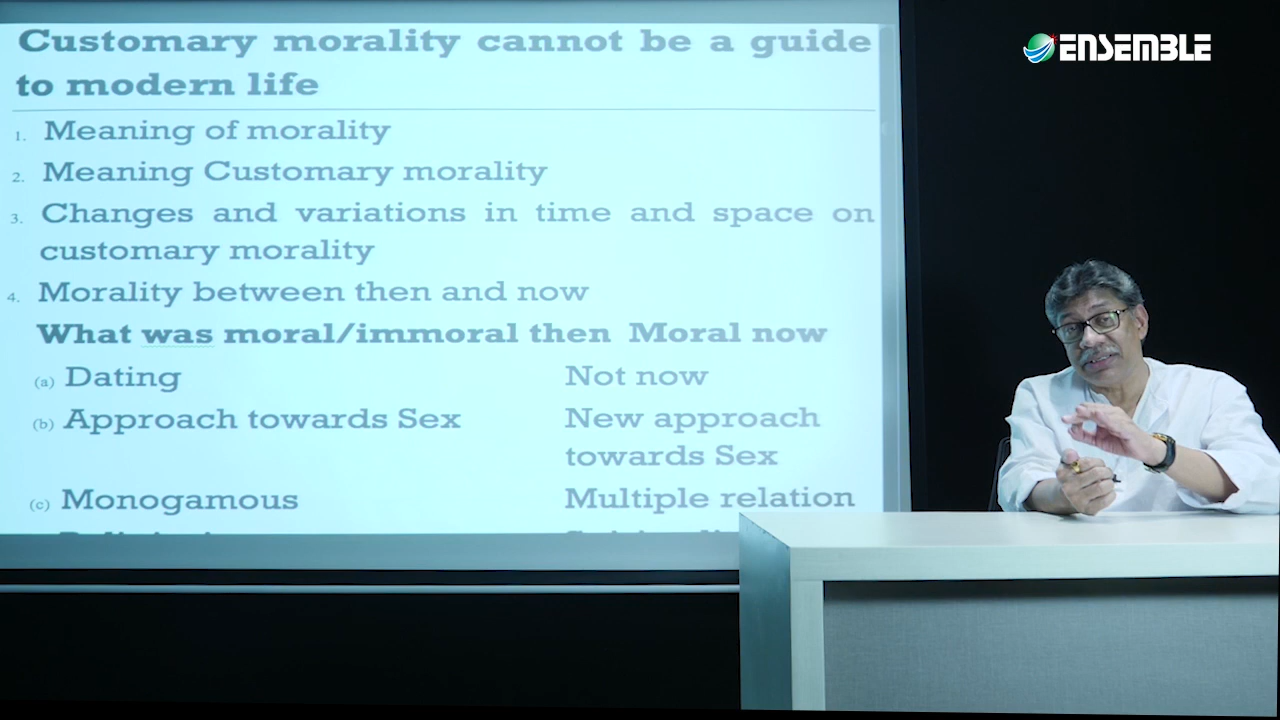 ENSEMBLE
Customary morality cannot be a guide
to modern life
1. Meaning of morality
2. Meaning Customary morality
3. Changes and variations in time and space on
customary morality
4. Morality between then and now
What was moral/immoral then Moral now
(a) Dating Not now
(b) Approach towards Sex New approach
towards Sex
(c) Monogamous Multiple relation